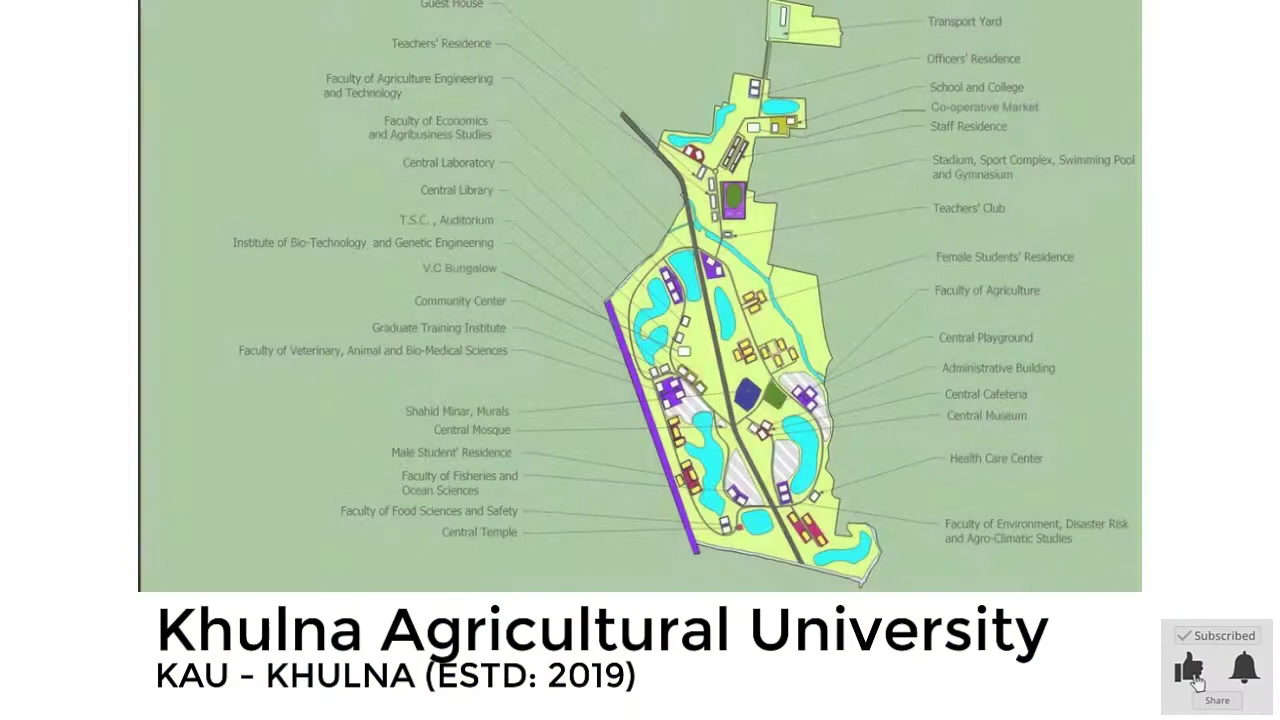 Guest House
Teachers' Residence
Faculty of Agriculture Engineering
and Technology
Faculty of Economics
and Agribusiness Studies
Central Laboratory
Central Library
T.S.C. , Auditorium
Institute of Bio-Technology and Genetic Engineering
V.C Bungalow
Community Center
Graduate Training Institute
Faculty of Veterinary, Animal and Bio-Medical Sciences
Shahid Minar, Murals
Central Mosque
Male Student' Residence
Faculty of Fisheries and
Ocean Sciences
Faculty of Food Sciences and Safety
Central Temple
Transport Yard
Officers' Residence
School and College
Co-operative Market
Staff Residence
Stadium, Sport Complex, Swimming Pool
and Gymnasium
Teachers' Club
Female Students' Residence
Faculty of Agriculture
Central Playground
Administrative Building
Central Cafeteria
Central Museum
Health Care Center
Faculty of Environment, Disaster Risk
and Agro-Climatic Studies
Khulna Agricultural University
KAU - KHULNA (ESTD: 2019)
Subscribed
Share